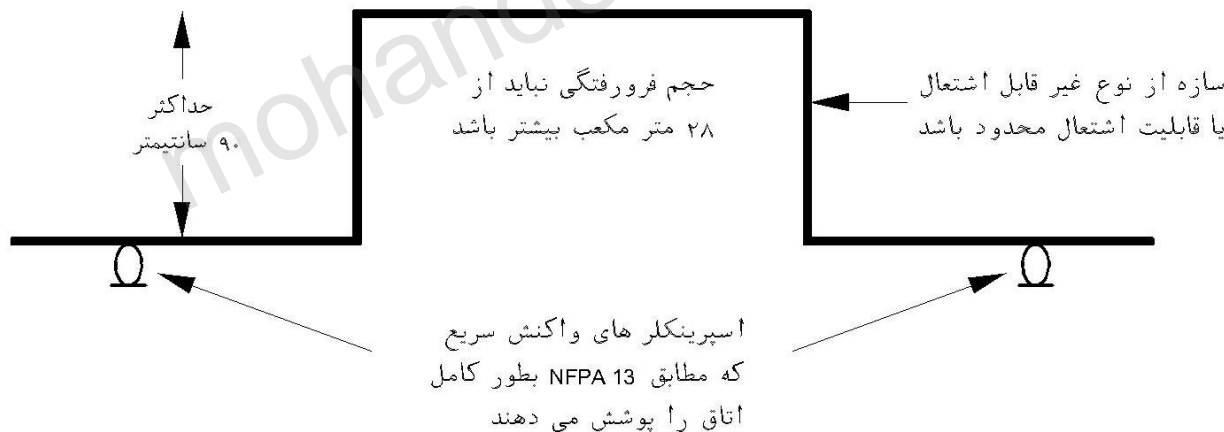 حداکثر
۹۰ سانتیمتر
حجم فرورفتگی نباید از
۲۸ متر مکعب بیشتر باشد
سازه از نوع غیر قابل اشتعال
یا قابلیت اشتعال محدود باشد
اسپرینکلر های واکنش سریع
که مطابق NFPA 13 بطور کامل
اتاق را پوشش می دهند